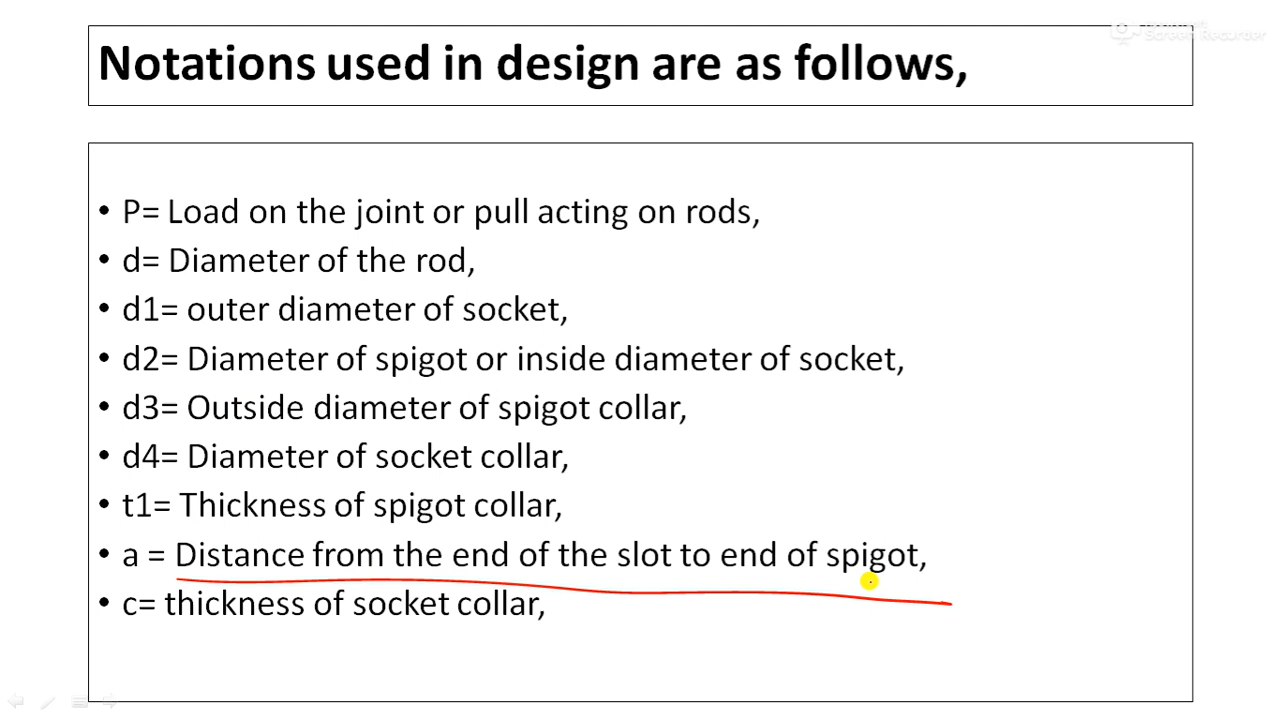 Notations used in design are as follows,
• P= Load on the joint or pull acting on rods,
• d= Diameter of the rod,
• d1= outer diameter of socket,
• d2= Diameter of spigot or inside diameter of socket,
• d3= Outside diameter of spigot collar,
• d4= Diameter of socket collar,
• t1= Thickness of spigot collar,
• a = Distance from the end of the slot to end of spigot,
• c= thickness of socket collar,
Screen Recorder